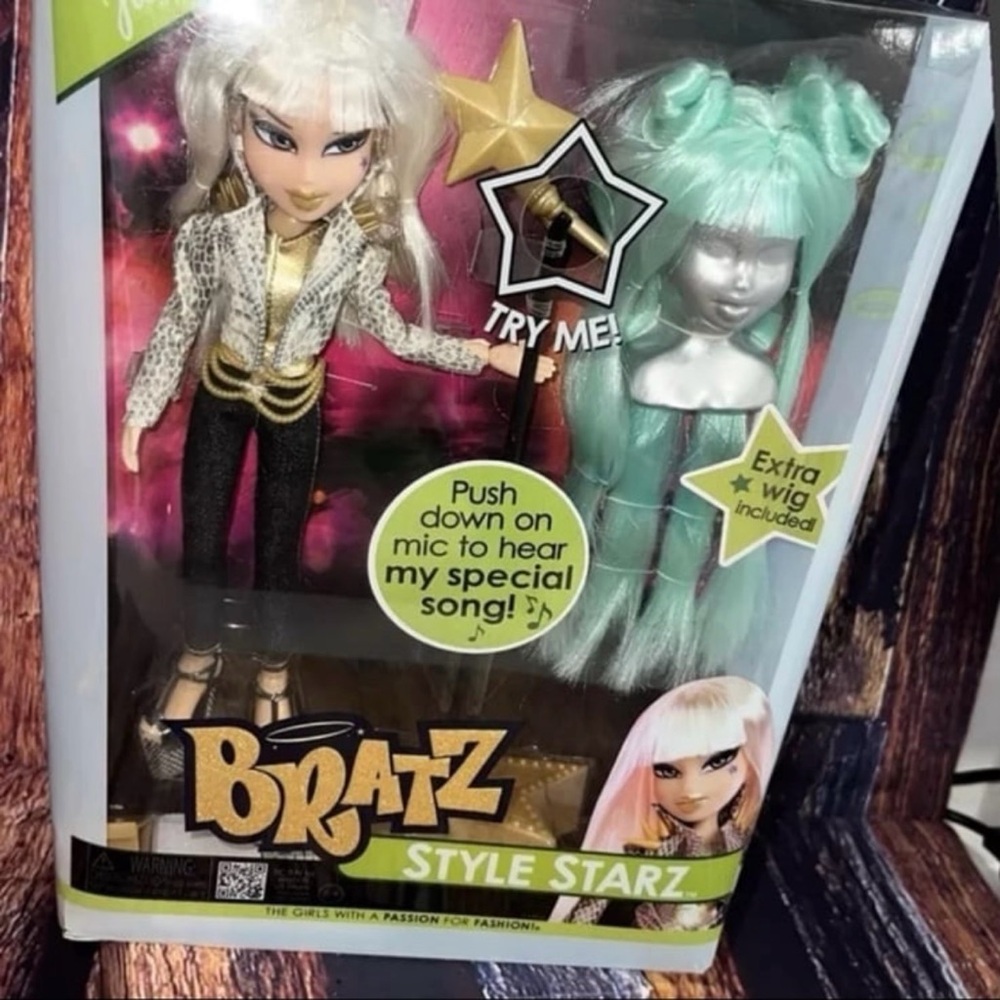 TRY ME!
Extra
wig
included!
Push
down on
mic to hear
my special
song!
BRATZ
STYLE STARZ™
WARNING:
THE GIRLS WITH A PASSION FOR FASHION!®